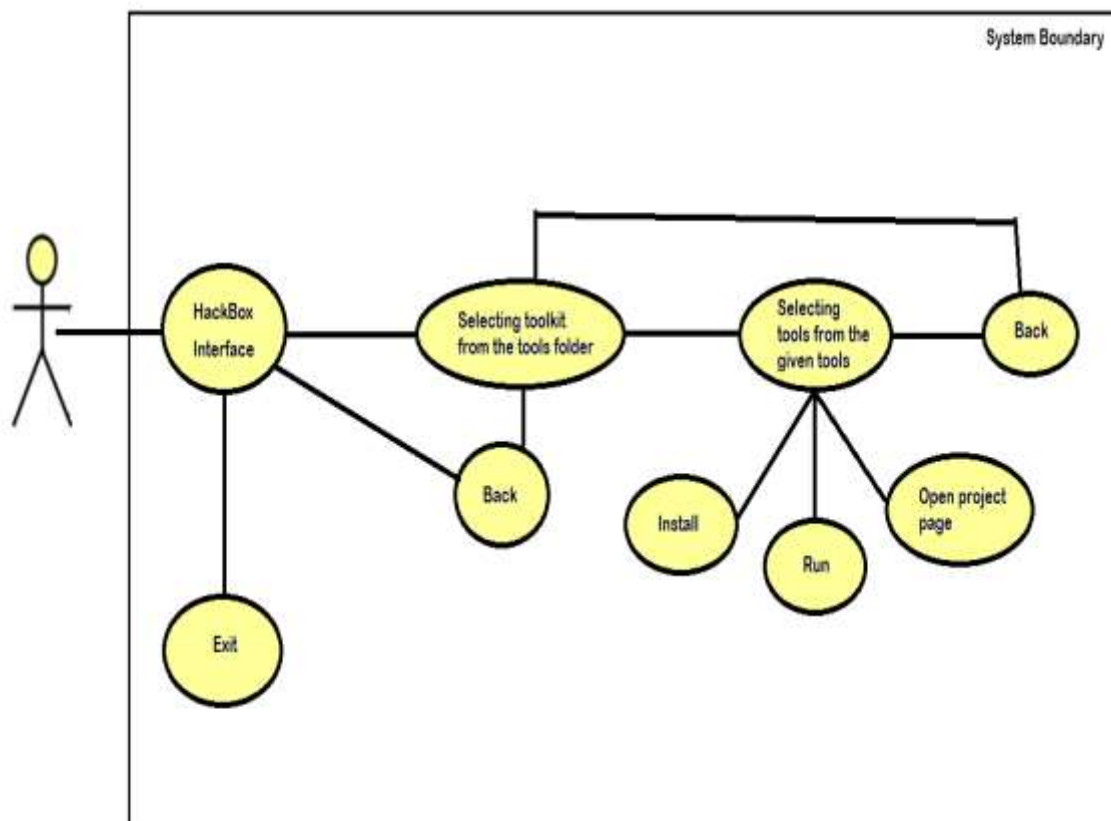 System Boundary
HackBox
Interface
Selecting toolkit
from the tools folder
Selecting
tools from the
given tools
Back
Back
Install
Run
Open project
page
Exit